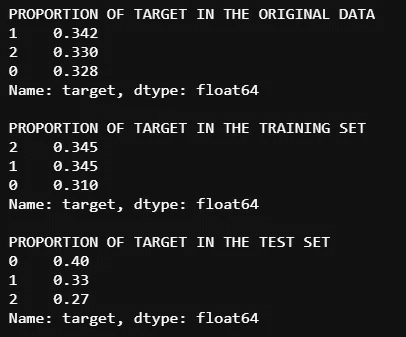 PROPORTION OF TARGET IN THE ORIGINAL DATA
1    0.342
2    0.330
0    0.328
Name: target, dtype: float64
PROPORTION OF TARGET IN THE TRAINING SET
2    0.345
1    0.345
0    0.310
Name: target, dtype: float64
PROPORTION OF TARGET IN THE TEST SET
0    0.40
1    0.33
2    0.27
Name: target, dtype: float64